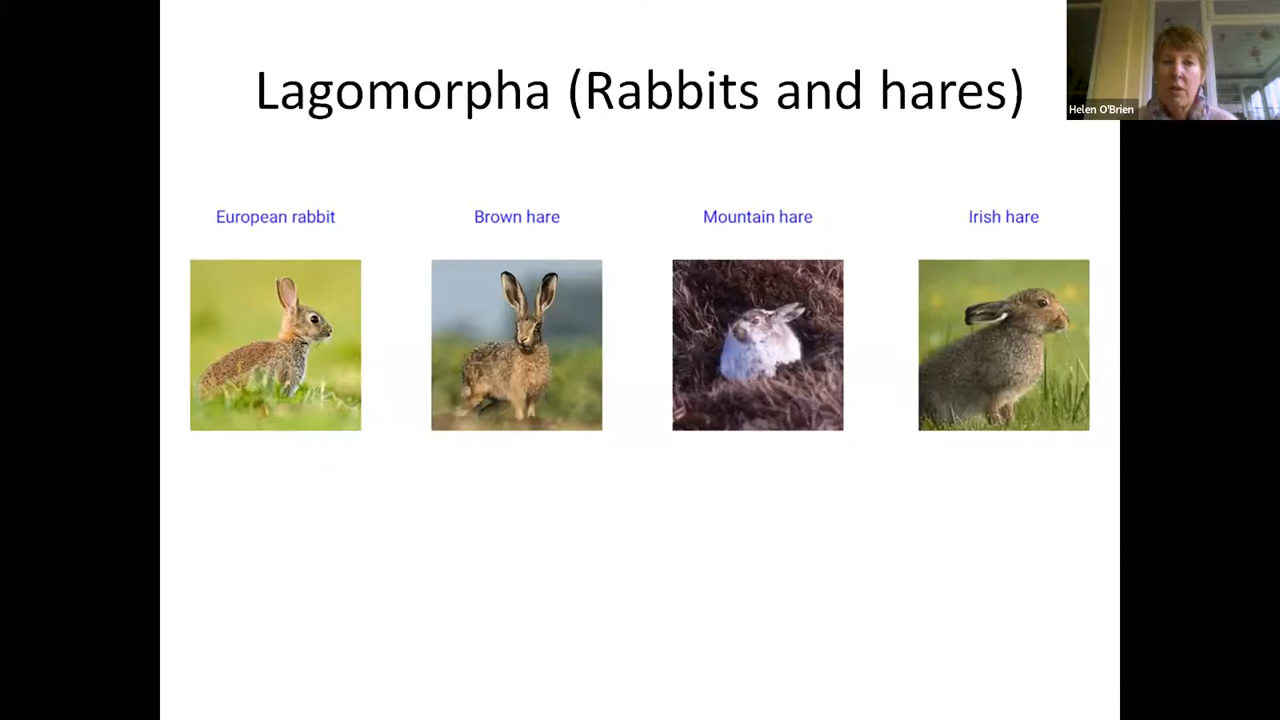 Lagomorpha (Rabbits and hares)
Helen O'Brien
European rabbit
Brown hare
Mountain hare
Irish hare